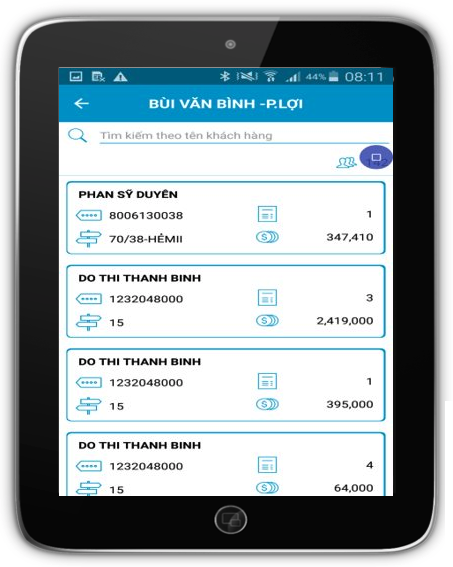 44% 08:11
BÙI VĂN BÌNH -P.LỢI
Tìm kiếm theo tên khách hàng
PHAN SỸ DUYÊN
8006130038 1
70/38-HẺMII 347,410
DO THI THANH BINH
1232048000 3
15 2,419,000
DO THI THANH BINH
1232048000 1
15 395,000
DO THI THANH BINH
1232048000 4
15 64,000